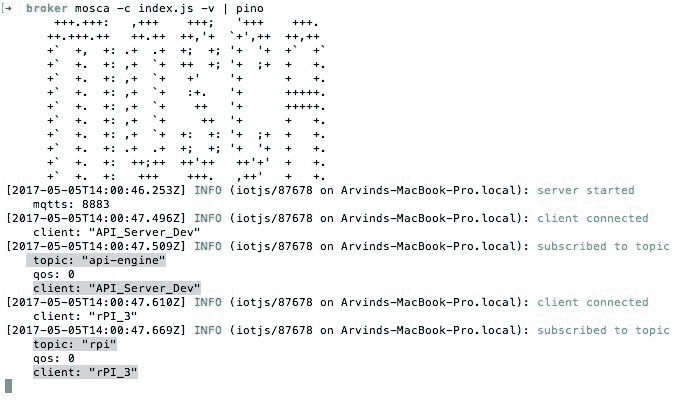 [→ broker mosca -c index.js -v | pino
+++.+++:   ,+++    +++;   '+++    +++.
++.+++.++   ++.++  ++,'+  `+',++  ++,++
+`  +,  +: .+  .+  +;  +; '+  '+  +`  +`
+`  +.  +: ,+  `+  ++  +; '+  ;+  +   +.
+`  +.  +: ,+  `+   +'    '+      +   +.
+`  +.  +: ,+  `+   :+.   '+      +++++.
+`  +.  +: ,+  `+    ++   '+      +++++.
+`  +.  +: ,+  `+     ++  '+      +   +.
+`  +.  +: ,+  `+  +:  +: '+  ;+  +   +.
+`  +.  +: .+  .+  +;  +; '+  '+  +   +.
+`  +.  +:  ++;++  ++'++   ++'+'  +   +.
+`  +.  +:   +++    +++.   ,++'   +   +.
[2017-05-05T14:00:46.253Z] INFO (iotjs/87678 on Arvinds-MacBook-Pro.local): server started
mqtts: 8883
[2017-05-05T14:00:47.496Z] INFO (iotjs/87678 on Arvinds-MacBook-Pro.local): client connected
client: "API_Server_Dev"
[2017-05-05T14:00:47.509Z] INFO (iotjs/87678 on Arvinds-MacBook-Pro.local): subscribed to topic
topic: "api-engine"
qos: 0
client: "API_Server_Dev"
[2017-05-05T14:00:47.610Z] INFO (iotjs/87678 on Arvinds-MacBook-Pro.local): client connected
client: "rPI_3"
[2017-05-05T14:00:47.669Z] INFO (iotjs/87678 on Arvinds-MacBook-Pro.local): subscribed to topic
topic: "rpi"
qos: 0
client: "rPI_3"